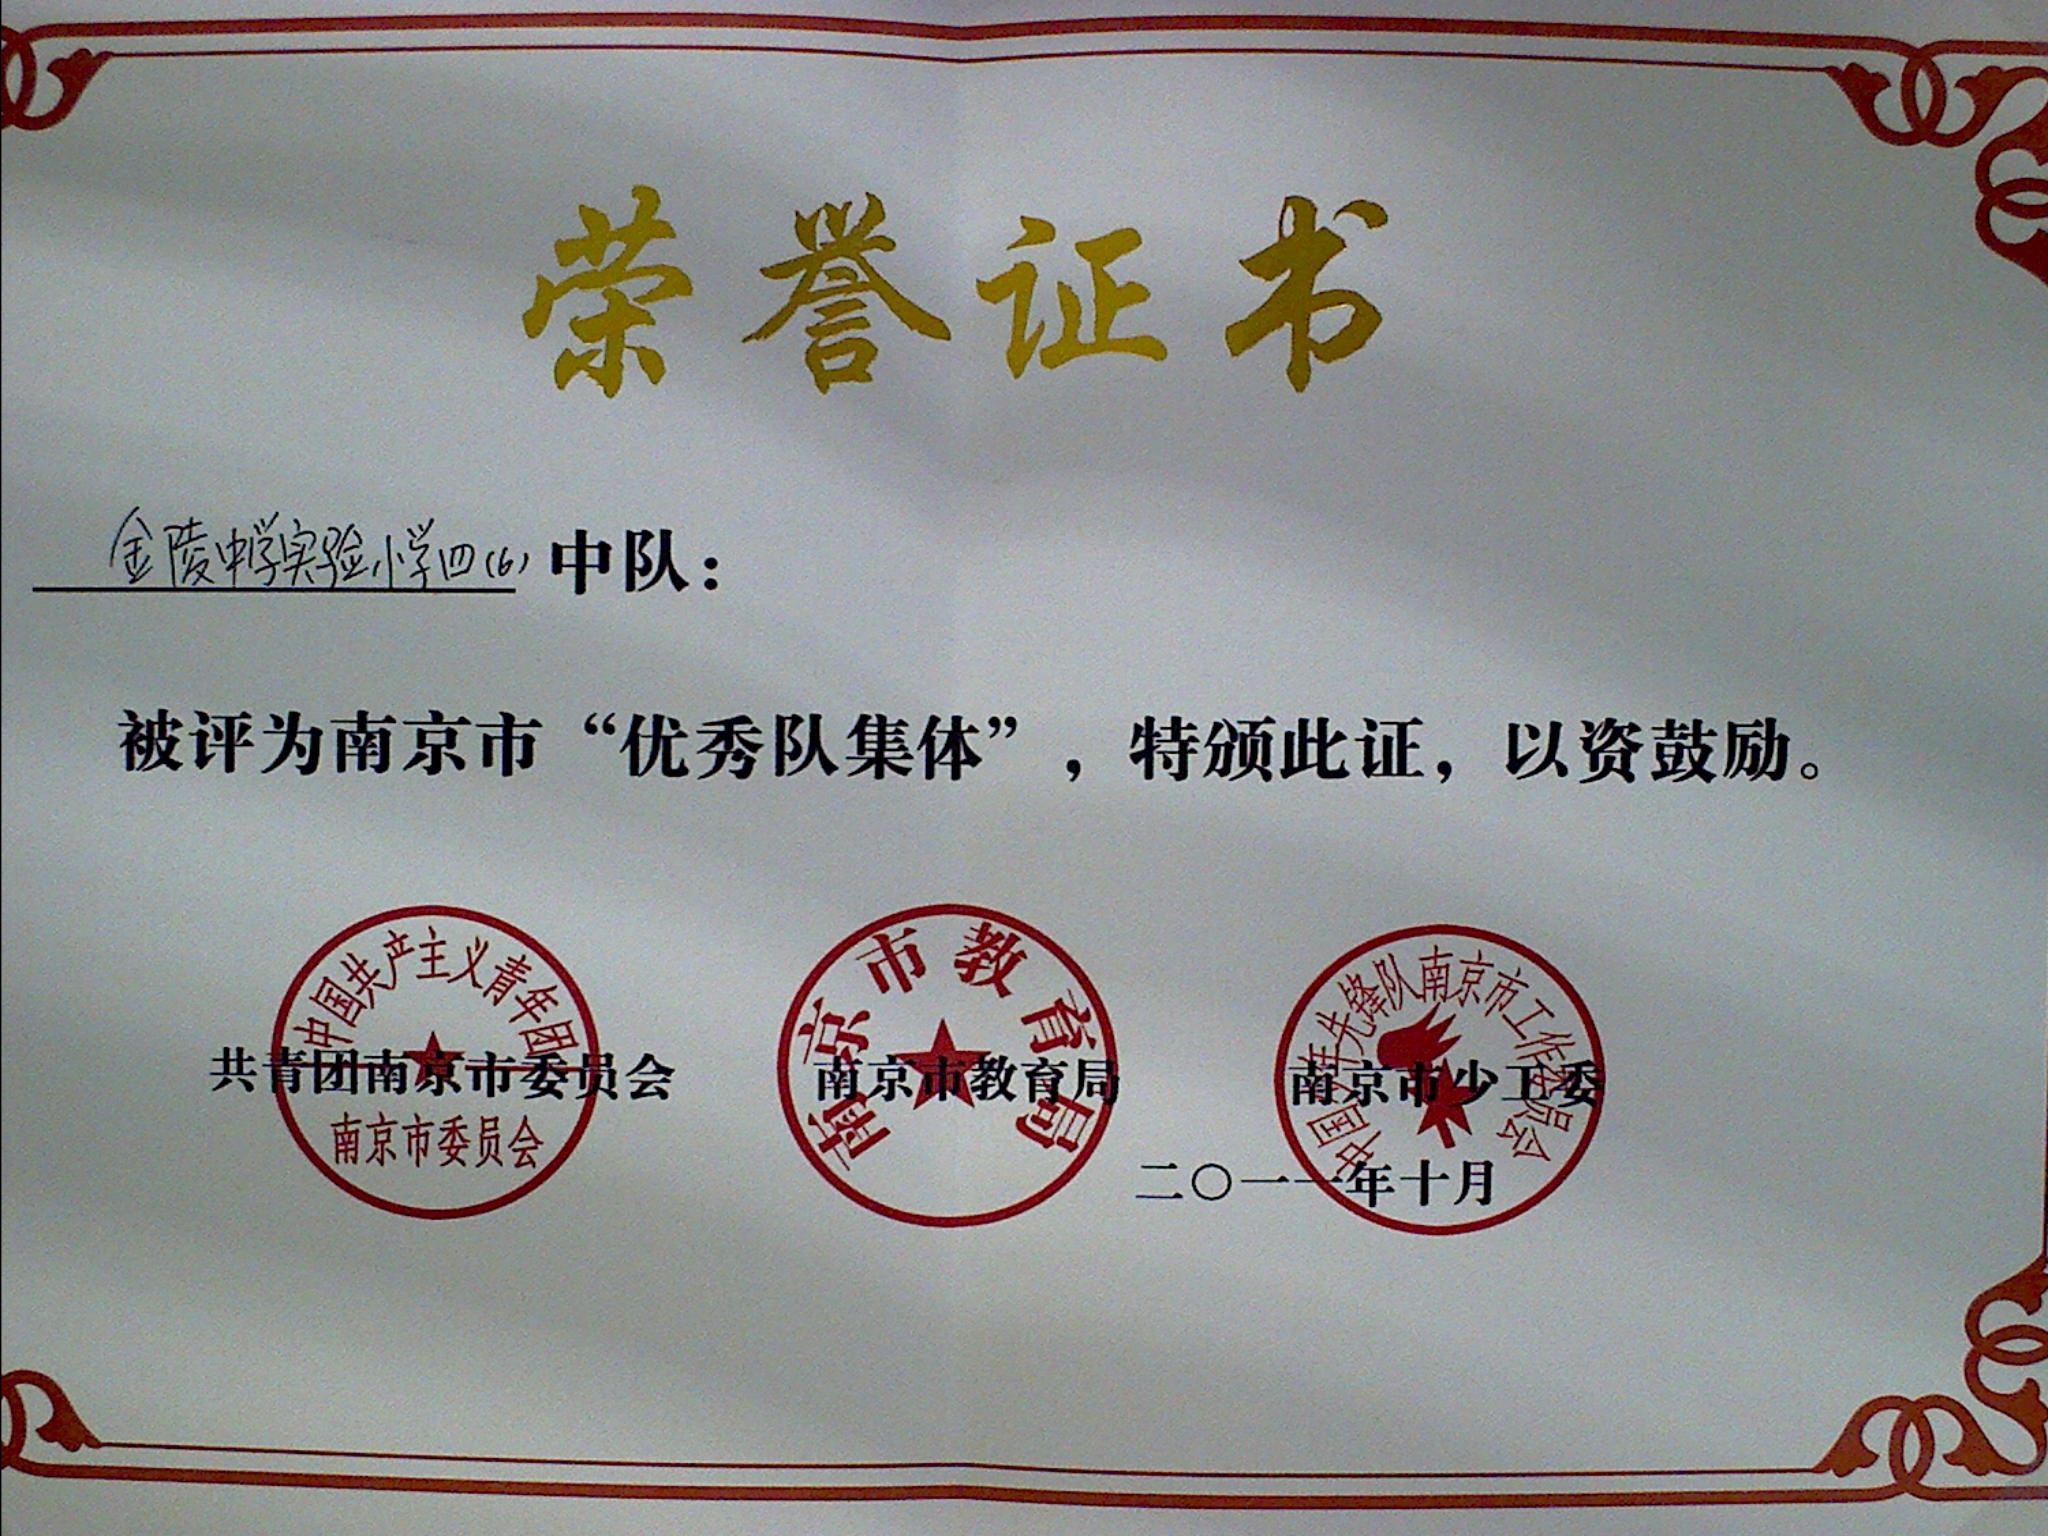 荣誉证书
金陵中学实验小学四(6)中队：
被评为南京市“优秀队集体”，特颁此证，以资鼓励。
中国共产主义青年团
南京市委员会
共青团南京市委员会
南京市教育局
南京市教育局
中国少年先锋队南京市工作委员会
南京市少工委
二〇一一年十月